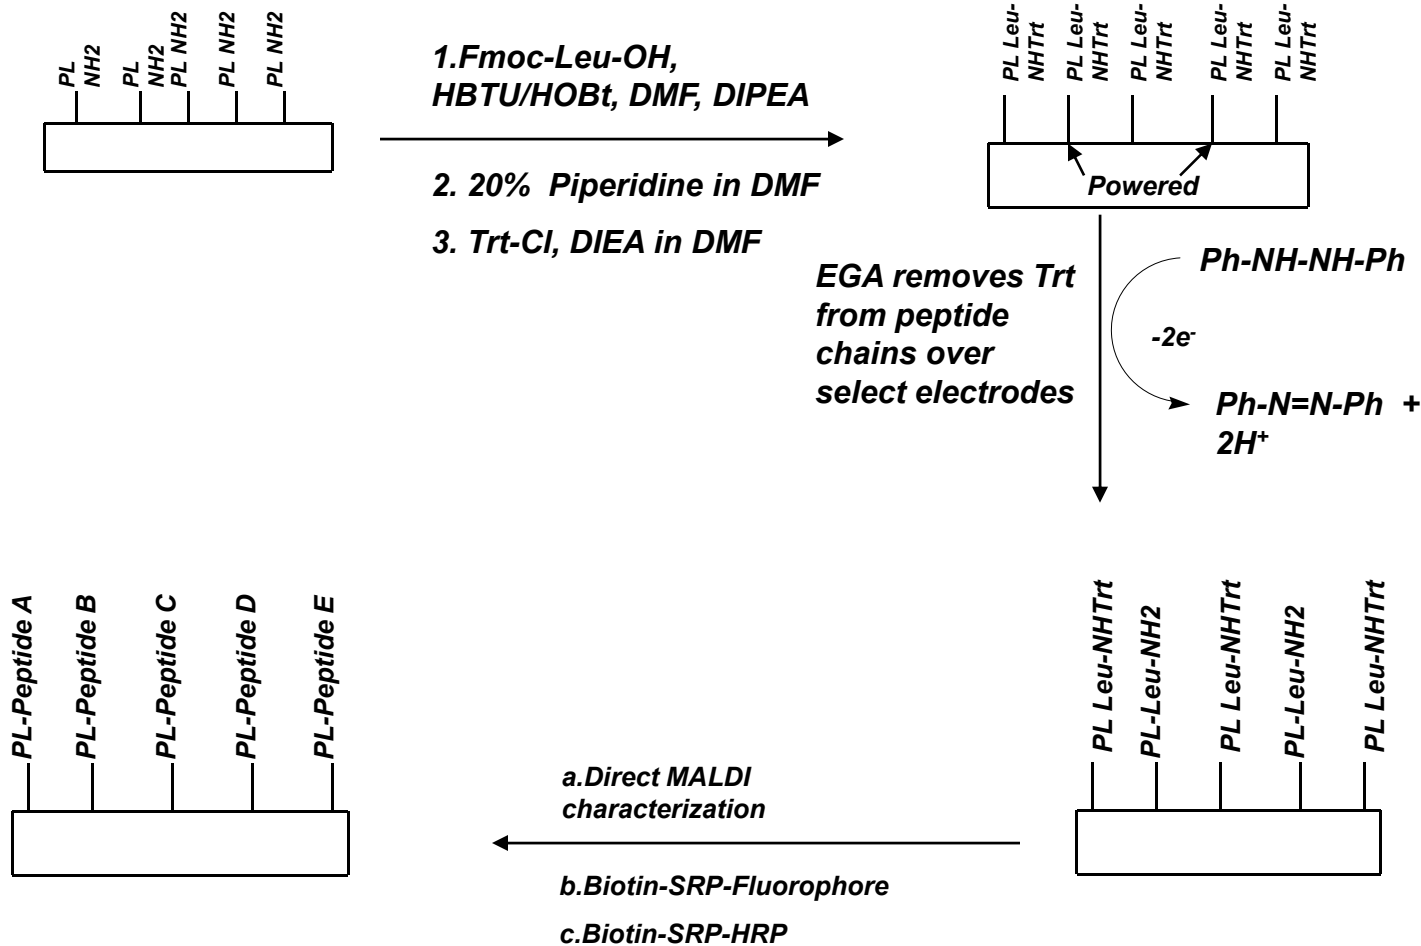 PL
NH2
PL
NH2
PL NH2
PL NH2
PL NH2
1.Fmoc-Leu-OH,
HBTU/HOBt, DMF, DIPEA
2. 20% Piperidine in DMF
3. Trt-Cl, DIEA in DMF
PL Leu-
NHTrt
PL Leu-
NHTrt
PL Leu-
NHTrt
PL Leu-
NHTrt
PL Leu-
NHTrt
Powered
EGA removes Trt
from peptide
chains over
select electrodes
Ph-NH-NH-Ph
-2e-
Ph-N=N-Ph +
2H+
PL Leu-NHTrt
PL-Leu-NH2
PL Leu-NHTrt
PL-Leu-NH2
PL Leu-NHTrt
a.Direct MALDI
characterization
b.Biotin-SRP-Fluorophore
c.Biotin-SRP-HRP
PL-Peptide A
PL-Peptide B
PL-Peptide C
PL-Peptide D
PL-Peptide E